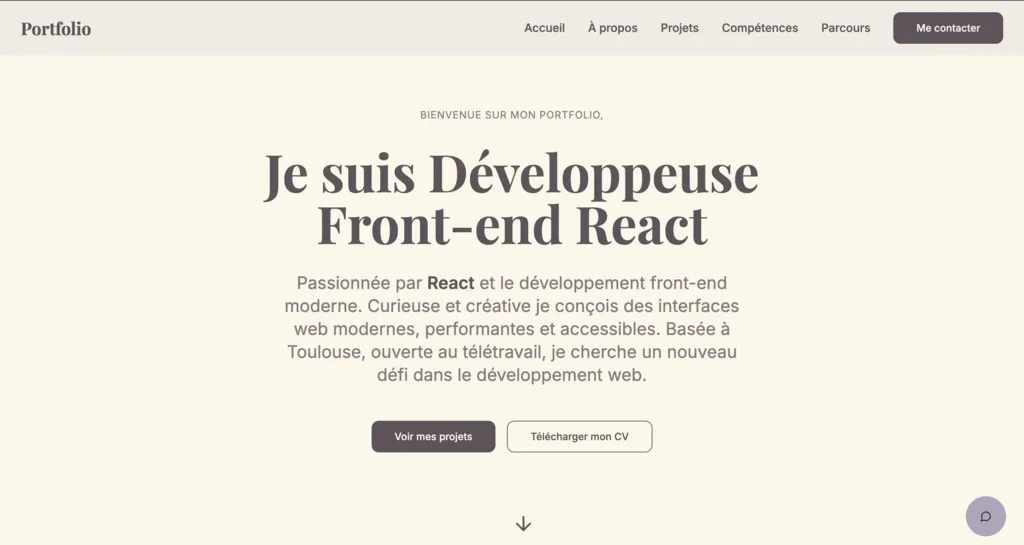 Portfolio
Accueil
À propos
Projets
Compétences
Parcours
Me contacter
BIENVENUE SUR MON PORTFOLIO,
Je suis Développeuse
Front-end React
Passionnée par React et le développement front-end
moderne. Curieuse et créative je conçois des interfaces
web modernes, performantes et accessibles. Basée à
Toulouse, ouverte au télétravail, je cherche un nouveau
défi dans le développement web.
Voir mes projets
Télécharger mon CV